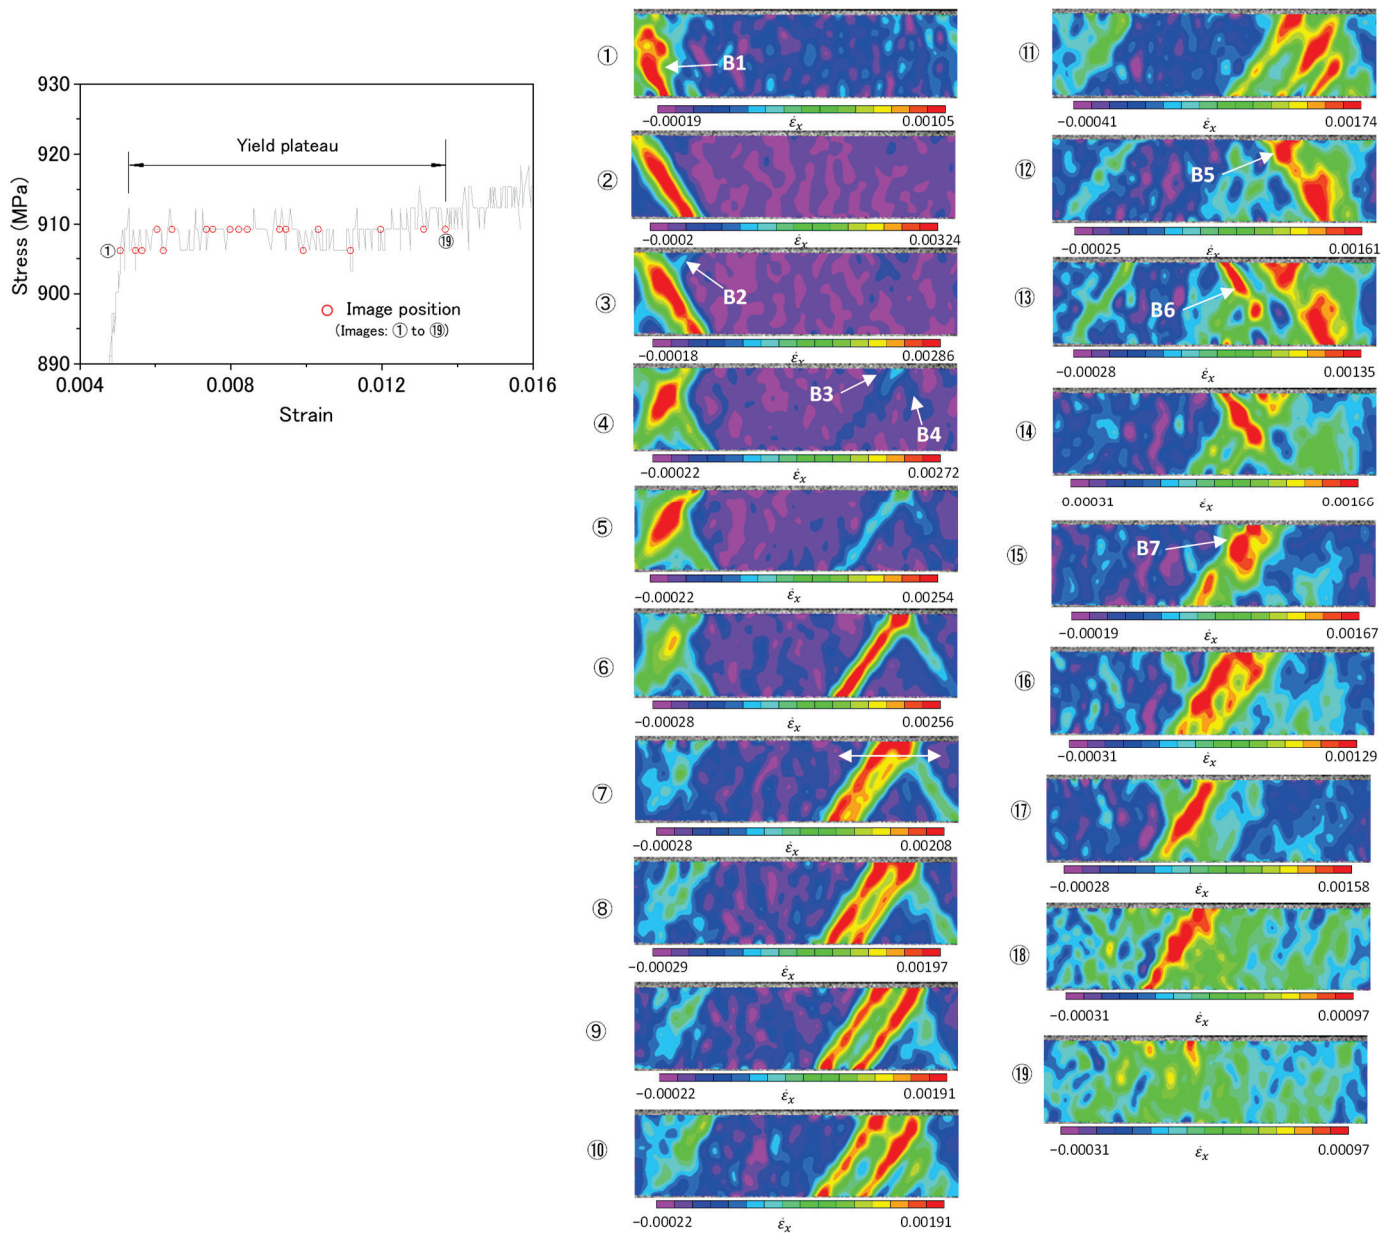 930
920
910
900
890
Stress (MPa)
Yield plateau
①
⑲
Image position
(Images: ① to ⑲)
0.004
0.008
0.012
0.016
Strain
①
B1
−0.00019
ε̇x
0.00105
②
−0.0002
ε̇x
0.00324
③
B2
−0.00018
ε̇x
0.00286
④
B3
B4
−0.00022
ε̇x
0.00272
⑤
−0.00022
ε̇x
0.00254
⑥
−0.00028
ε̇x
0.00256
⑦
−0.00028
ε̇x
0.00208
⑧
−0.00029
ε̇x
0.00197
⑨
−0.00022
ε̇x
0.00191
⑩
−0.00022
ε̇x
0.00191
⑪
−0.00041
ε̇x
0.00174
⑫
B5
−0.00025
ε̇x
0.00161
⑬
B6
−0.00028
ε̇x
0.00135
⑭
0.00031
ε̇x
0.00166
⑮
B7
−0.00019
ε̇x
0.00167
⑯
−0.00031
ε̇x
0.00129
⑰
−0.00028
ε̇x
0.00158
⑱
−0.00031
ε̇x
0.00097
⑲
−0.00031
ε̇x
0.00097